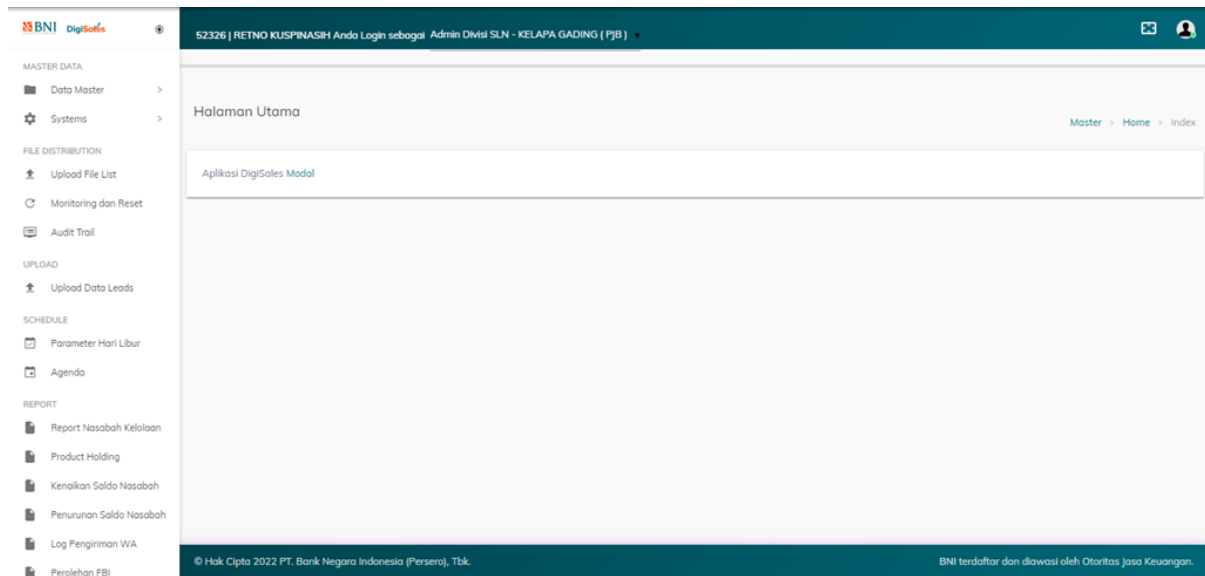 BNI DigiSales
52326 | RETNO KUSPINASIH Anda Login sebagai Admin Divisi SLN - KELAPA GADING ( PJB )
MASTER DATA
Data Master
Systems
FILE DISTRIBUTION
Upload File List
Monitoring dan Reset
Audit Trail
UPLOAD
Upload Data Leads
SCHEDULE
Parameter Hari Libur
Agenda
REPORT
Report Nasabah Kelolaan
Product Holding
Kenaikan Saldo Nasabah
Penurunan Saldo Nasabah
Log Pengiriman WA
Perolehan FBI
Halaman Utama
Master > Home > Index
Aplikasi DigiSales Modal
© Hak Cipta 2022 PT. Bank Negara Indonesia (Persero), Tbk.
BNI terdaftar dan diawasi oleh Otoritas Jasa Keuangan.